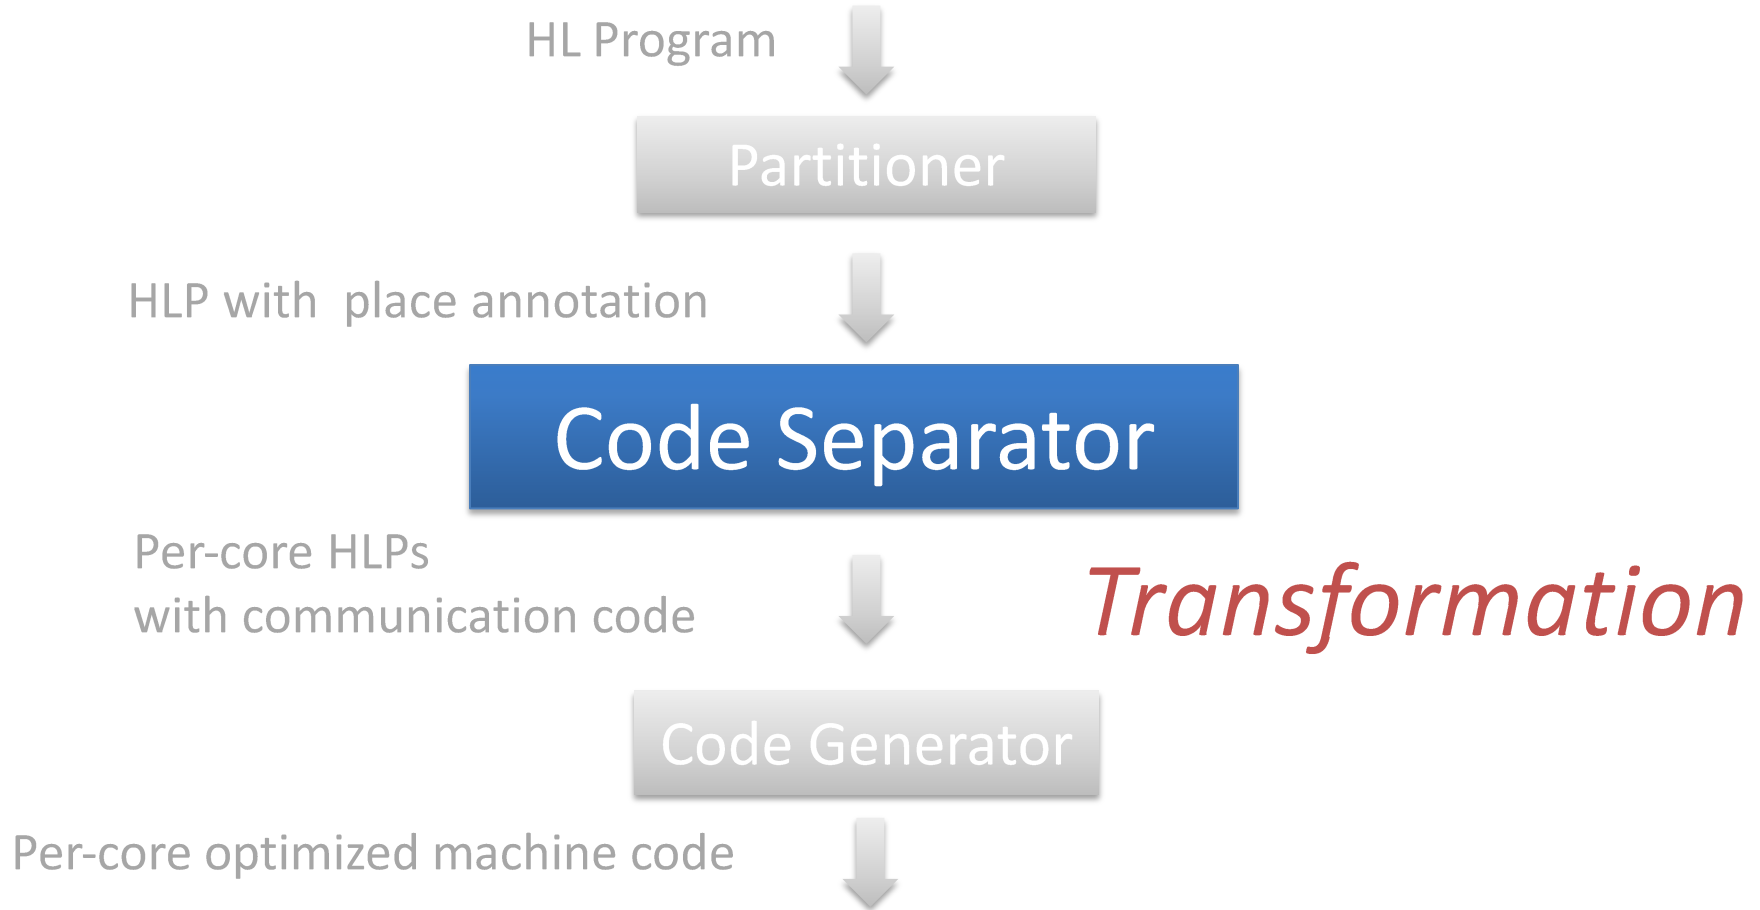 HL Program
Partitioner
HLP with  place annotation
Code Separator
Per-core HLPs
with communication code
Transformation
Code Generator
Per-core optimized machine code